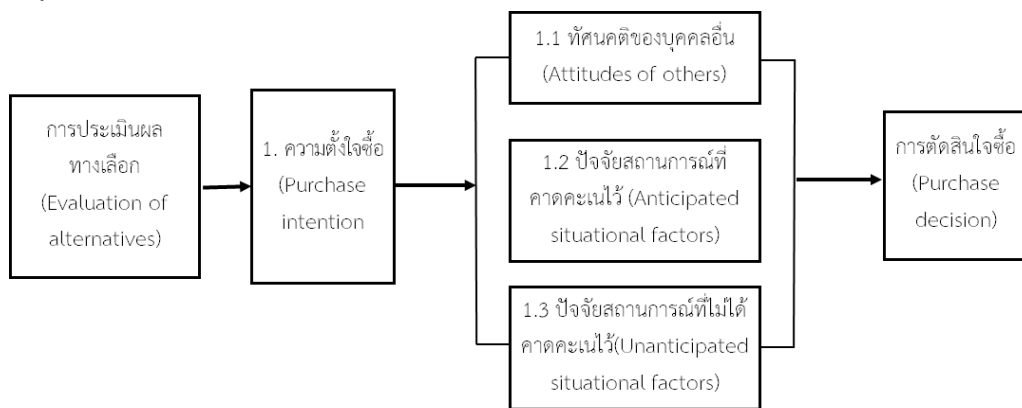 การประเมินผล
ทางเลือก
(Evaluation of
alternatives)
1. ความตั้งใจซื้อ
(Purchase
intention
1.1 ทัศนคติของบุคคลอื่น
(Attitudes of others)
1.2 ปัจจัยสถานการณ์ที่
คาดคะเนไว้ (Anticipated
situational factors)
1.3 ปัจจัยสถานการณ์ที่ไม่ได้
คาดคะเนไว้(Unanticipated
situational factors)
การตัดสินใจซื้อ
(Purchase
decision)